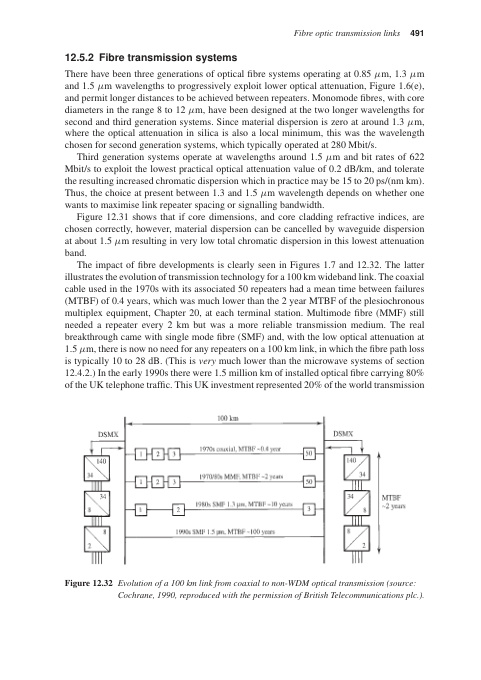 Fibre optic transmission links 491
12.5.2 Fibre transmission systems
There have been three generations of optical fibre systems operating at 0.85 μm, 1.3 μm
and 1.5 μm wavelengths to progressively exploit lower optical attenuation, Figure 1.6(e),
and permit longer distances to be achieved between repeaters. Monomode fibres, with core
diameters in the range 8 to 12 μm, have been designed at the two longer wavelengths for
second and third generation systems. Since material dispersion is zero at around 1.3 μm,
where the optical attenuation in silica is also a local minimum, this was the wavelength
chosen for second generation systems, which typically operated at 280 Mbit/s.
Third generation systems operate at wavelengths around 1.5 μm and bit rates of 622
Mbit/s to exploit the lowest practical optical attenuation value of 0.2 dB/km, and tolerate
the resulting increased chromatic dispersion which in practice may be 15 to 20 ps/(nm km).
Thus, the choice at present between 1.3 and 1.5 μm wavelength depends on whether one
wants to maximise link repeater spacing or signalling bandwidth.
Figure 12.31 shows that if core dimensions, and core cladding refractive indices, are
chosen correctly, however, material dispersion can be cancelled by waveguide dispersion
at about 1.5 μm resulting in very low total chromatic dispersion in this lowest attenuation
band.
The impact of fibre developments is clearly seen in Figures 1.7 and 12.32. The latter
illustrates the evolution of transmission technology for a 100 km wideband link. The coaxial
cable used in the 1970s with its associated 50 repeaters had a mean time between failures
(MTBF) of 0.4 years, which was much lower than the 2 year MTBF of the plesiochronous
multiplex equipment, Chapter 20, at each terminal station. Multimode fibre (MMF) still
needed a repeater every 2 km but was a more reliable transmission medium. The real
breakthrough came with single mode fibre (SMF) and, with the low optical attenuation at
1.5 μm, there is now no need for any repeaters on a 100 km link, in which the fibre path loss
is typically 10 to 28 dB. (This is very much lower than the microwave systems of section
12.4.2.) In the early 1990s there were 1.5 million km of installed optical fibre carrying 80%
of the UK telephone traffic. This UK investment represented 20% of the world transmission
100 km
DSMX DSMX
1 2 3 1970s coaxial, MTBF ~0.4 year 50
140 34 140 34
1 2 3 1970/80s MMF, MTBF ~2 years 50
34 8 34 8
MTBF
~2 years
1 2 1980s SMF 1.3 μm, MTBF ~10 years 3
8 2 8 2
1990s SMF 1.5 μm, MTBF ~100 years
Figure 12.32 Evolution of a 100 km link from coaxial to non-WDM optical transmission (source:
Cochrane, 1990, reproduced with the permission of British Telecommunications plc.).